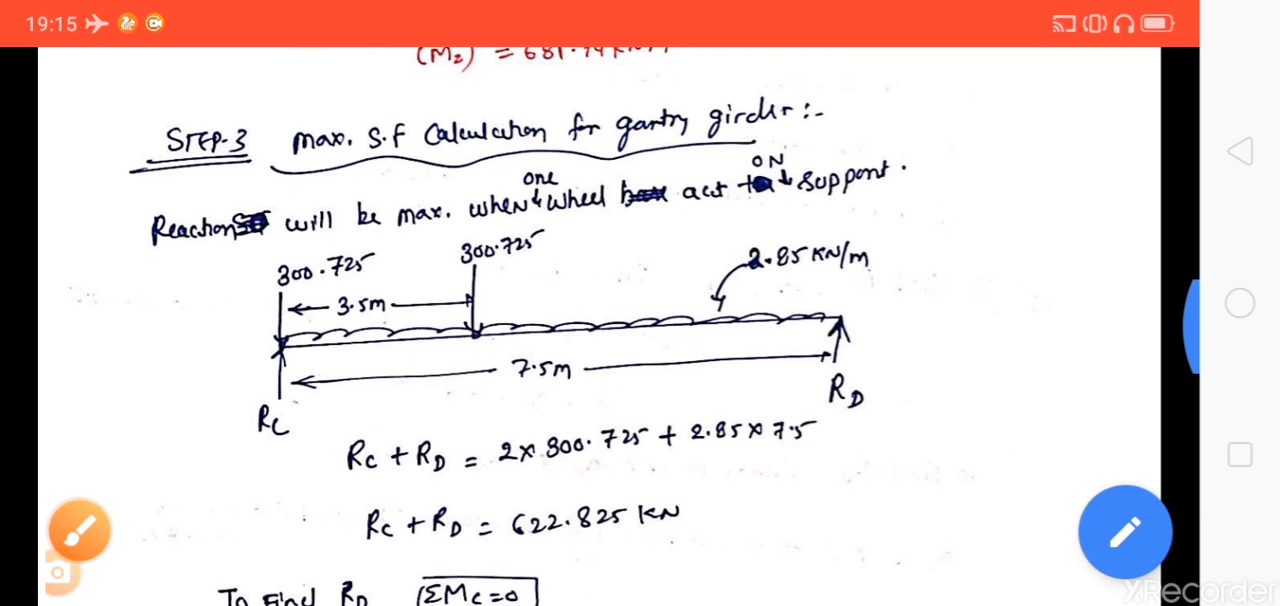 19:15
(M₂) = 681.74 KN
STEP-3 Max. S.F Calculation for gantry girder :-
Reactions will be max. when one wheel act ON support.
300.725 300.725 2.85 KN/m
3.5m
7.5m
Rc RD
Rc + RD = 2 x 300.725 + 2.85 x 7.5
Rc + RD = 622.825 KN
To Find RD ΣMc=0
XRecorder